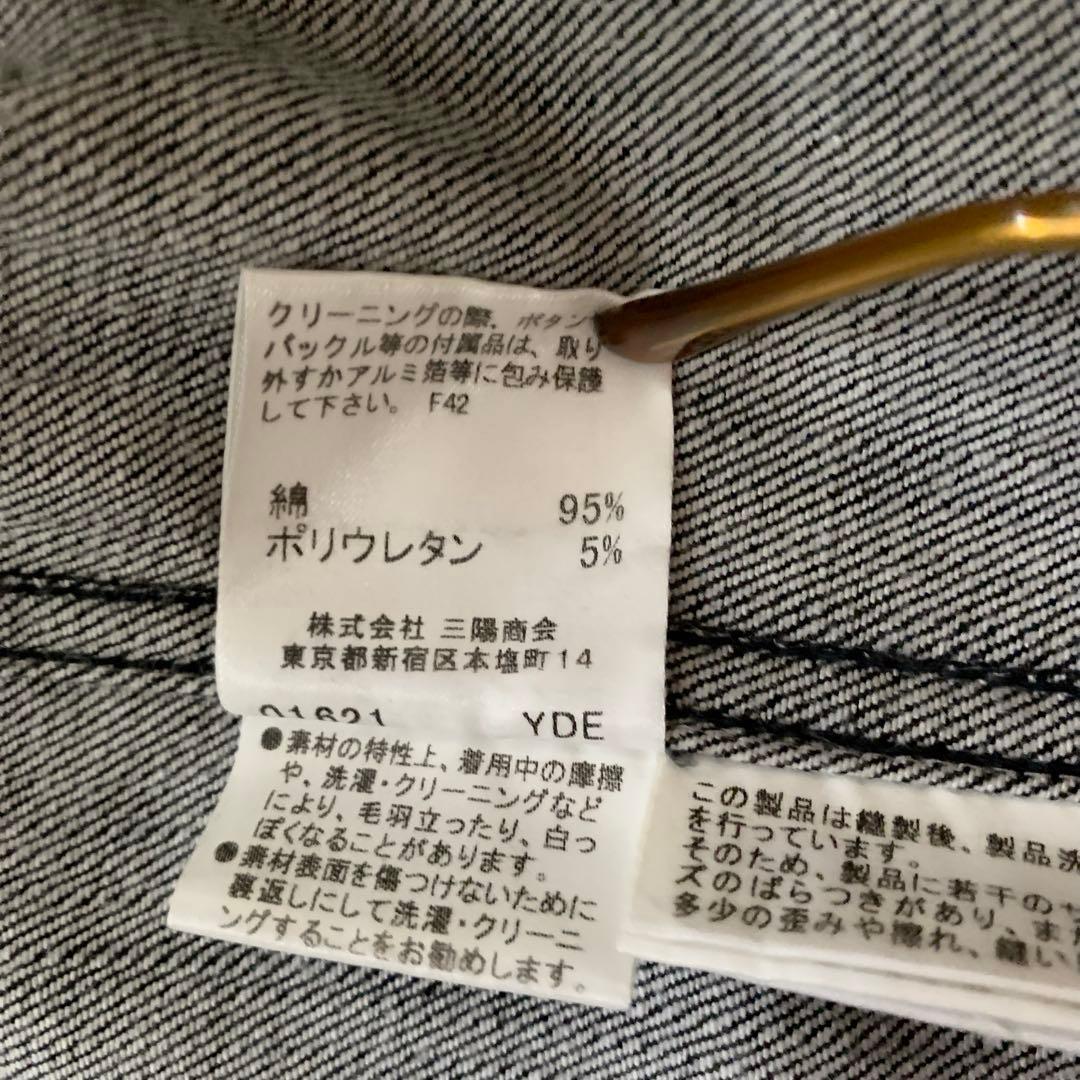 クリーニングの際、ボタン
バックル等の付属品は、取り
外すかアルミ箔等に包み保護
して下さい。 F42
綿 95%
ポリウレタン 5%
株式会社 三陽商会
東京都新宿区本塩町14
01621 YDE
●素材の特性上、着用中の摩擦
や、洗濯・クリーニングなど
により、毛羽立ったり、白っ
ぽくなることがあります。
●素材表面を傷つけないために
寝返しにして洗濯・クリーニ
ングすることをお勧めします。
この製品は縫製後、製品洗
を行っています。
そのため、製品に若干のサ
ズのばらつきがあり、また
多少の歪みや擦れ、縫い